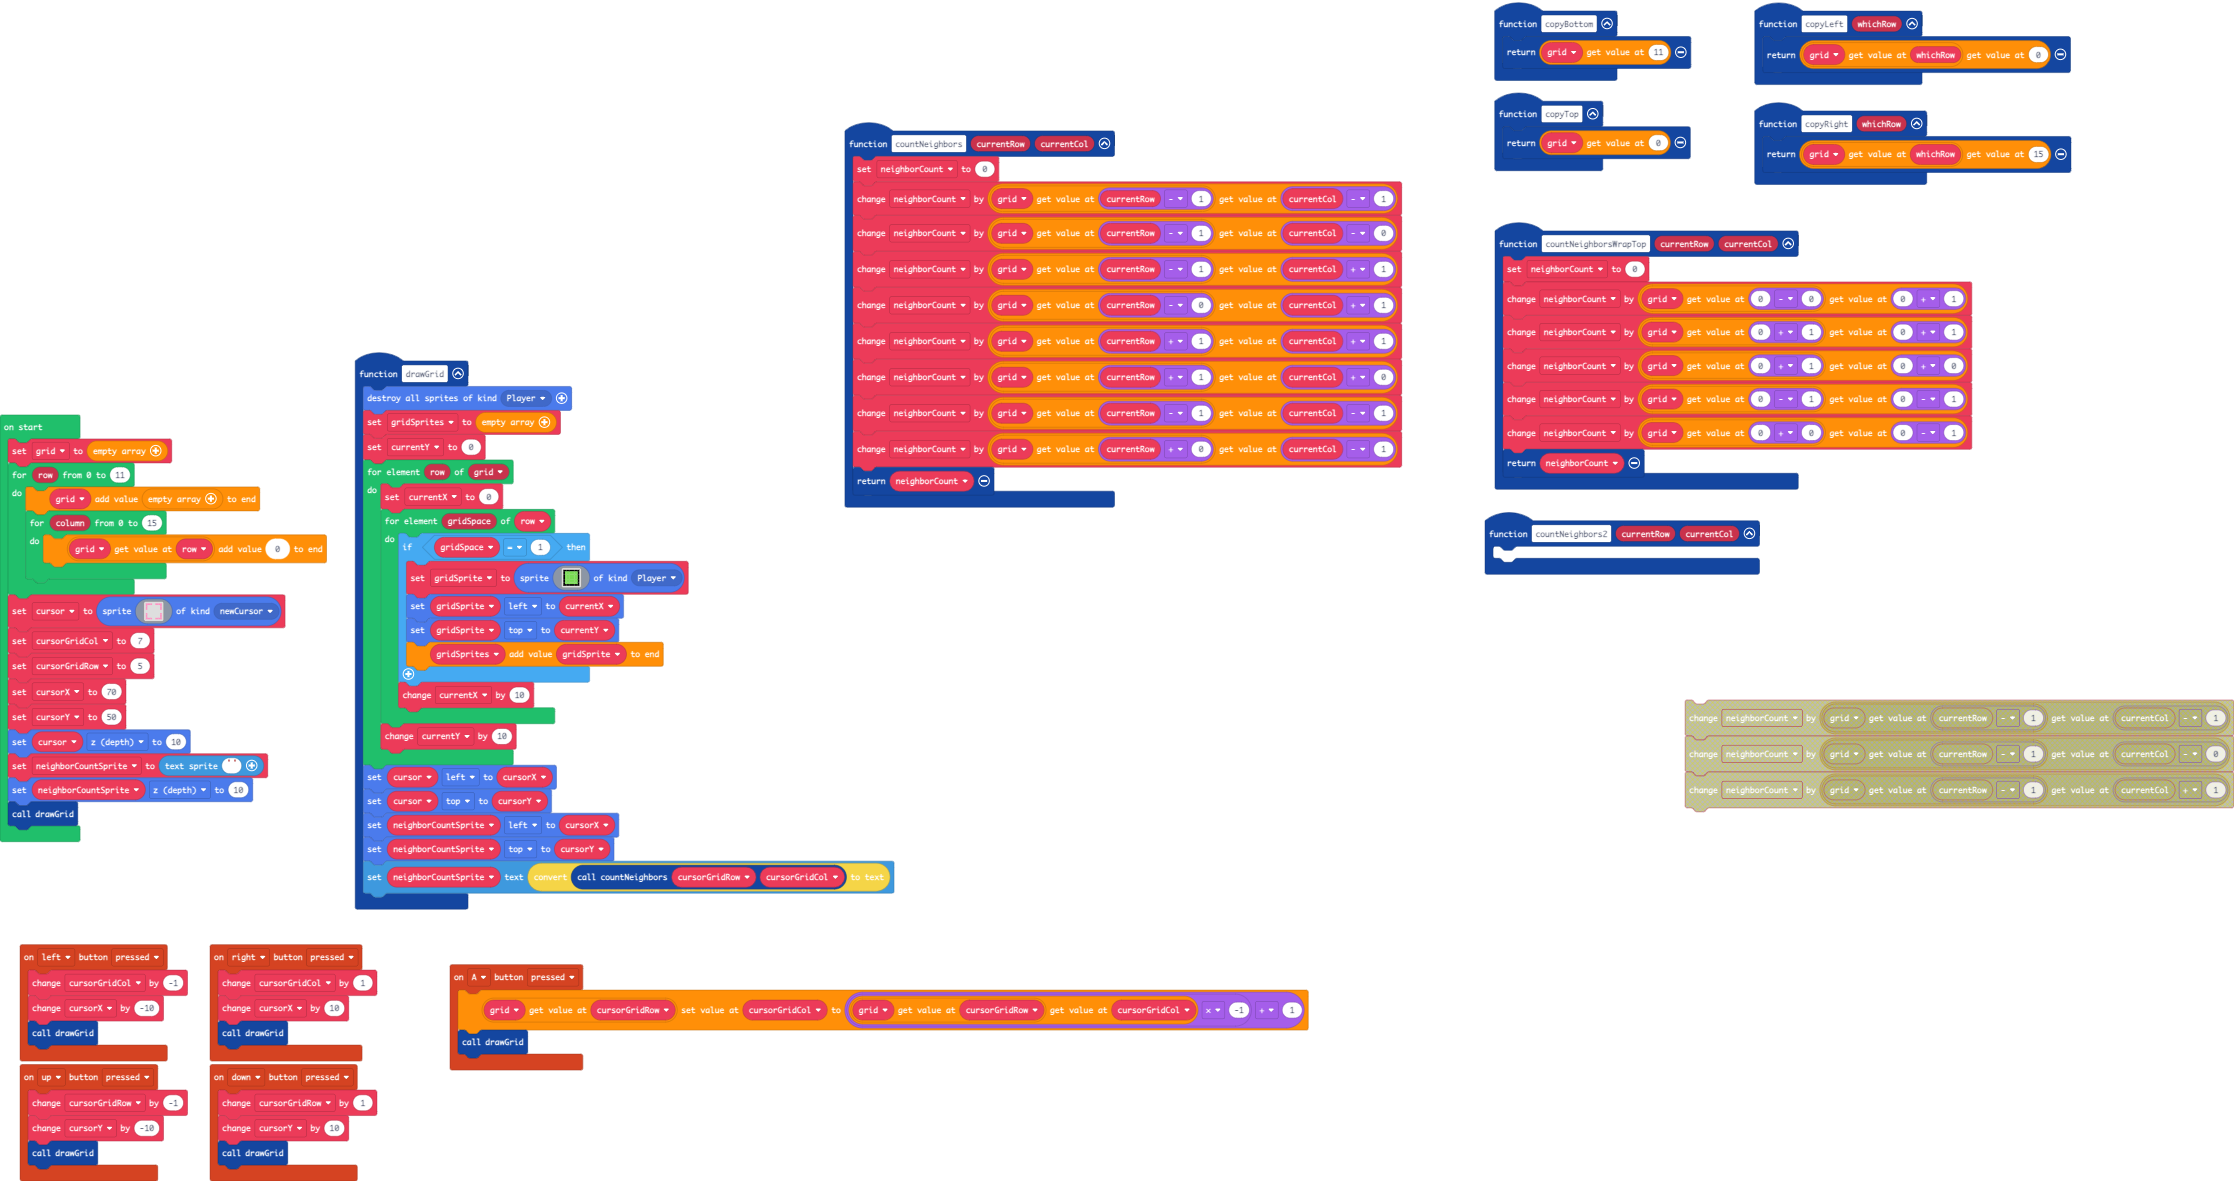 on start
set grid to empty array
for row from 0 to 11
do grid add value empty array to end
for column from 0 to 15
do grid get value at row add value 0 to end
set cursor to sprite of kind newCursor
set cursorGridCol to 7
set cursorGridRow to 5
set cursorX to 70
set cursorY to 50
set cursor z (depth) to 10
set neighborCountSprite to text sprite " "
set neighborCountSprite z (depth) to 10
call drawGrid
function drawGrid
destroy all sprites of kind Player
set gridSprites to empty array
set currentY to 0
for element row of grid
do set currentX to 0
for element gridSpace of row
do if gridSpace = 1 then
set gridSprite to sprite of kind Player
set gridSprite left to currentX
set gridSprite top to currentY
gridSprites add value gridSprite to end
change currentX by 10
change currentY by 10
set cursor left to cursorX
set cursor top to cursorY
set neighborCountSprite left to cursorX
set neighborCountSprite top to cursorY
set neighborCountSprite text convert call countNeighbors cursorGridRow cursorGridCol to text
function countNeighbors currentRow currentCol
set neighborCount to 0
change neighborCount by grid get value at currentRow - 1 get value at currentCol - 1
change neighborCount by grid get value at currentRow - 1 get value at currentCol - 0
change neighborCount by grid get value at currentRow - 1 get value at currentCol + 1
change neighborCount by grid get value at currentRow - 0 get value at currentCol + 1
change neighborCount by grid get value at currentRow + 1 get value at currentCol + 1
change neighborCount by grid get value at currentRow + 1 get value at currentCol + 0
change neighborCount by grid get value at currentRow - 1 get value at currentCol - 1
change neighborCount by grid get value at currentRow + 0 get value at currentCol - 1
return neighborCount
function copyBottom
return grid get value at 11
function copyLeft whichRow
return grid get value at whichRow get value at 0
function copyTop
return grid get value at 0
function copyRight whichRow
return grid get value at whichRow get value at 15
function countNeighborsWrapTop currentRow currentCol
set neighborCount to 0
change neighborCount by grid get value at 0 - 0 get value at 0 + 1
change neighborCount by grid get value at 0 + 1 get value at 0 + 1
change neighborCount by grid get value at 0 + 1 get value at 0 + 0
change neighborCount by grid get value at 0 - 1 get value at 0 - 1
change neighborCount by grid get value at 0 + 0 get value at 0 - 1
return neighborCount
function countNeighbors2 currentRow currentCol
change neighborCount by grid get value at currentRow - 1 get value at currentCol - 1
change neighborCount by grid get value at currentRow - 1 get value at currentCol - 0
change neighborCount by grid get value at currentRow - 1 get value at currentCol + 1
on left button pressed
change cursorGridCol by -1
change cursorX by -10
call drawGrid
on right button pressed
change cursorGridCol by 1
change cursorX by 10
call drawGrid
on A button pressed
grid get value at cursorGridRow set value at cursorGridCol to grid get value at cursorGridRow get value at cursorGridCol × -1 + 1
call drawGrid
on up button pressed
change cursorGridRow by -1
change cursorY by -10
call drawGrid
on down button pressed
change cursorGridRow by 1
change cursorY by 10
call drawGrid